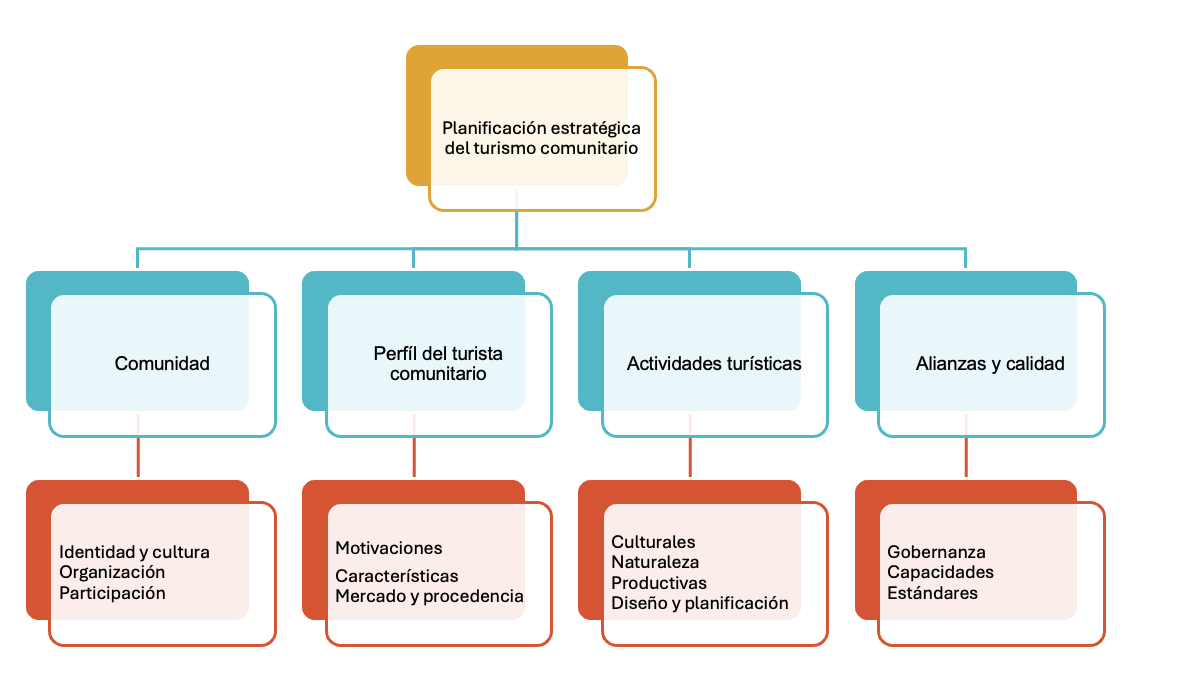 Planificación estratégica
del turismo comunitario
Comunidad
Perfíl del turista
comunitario
Actividades turísticas
Alianzas y calidad
Identidad y cultura
Organización
Participación
Motivaciones
Características
Mercado y procedencia
Culturales
Naturaleza
Productivas
Diseño y planificación
Gobernanza
Capacidades
Estándares